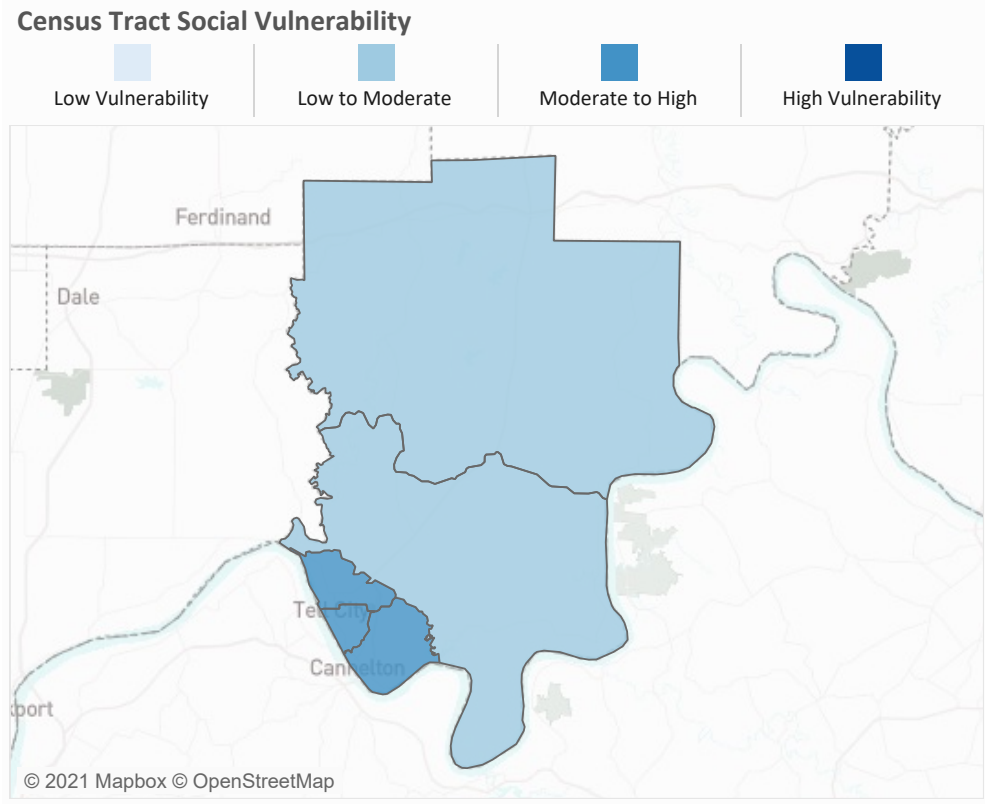 Census Tract Social Vulnerability
Low Vulnerability
Low to Moderate
Moderate to High
High Vulnerability
Ferdinand
Dale
Tell City
Cannelton
port
© 2021 Mapbox © OpenStreetMap